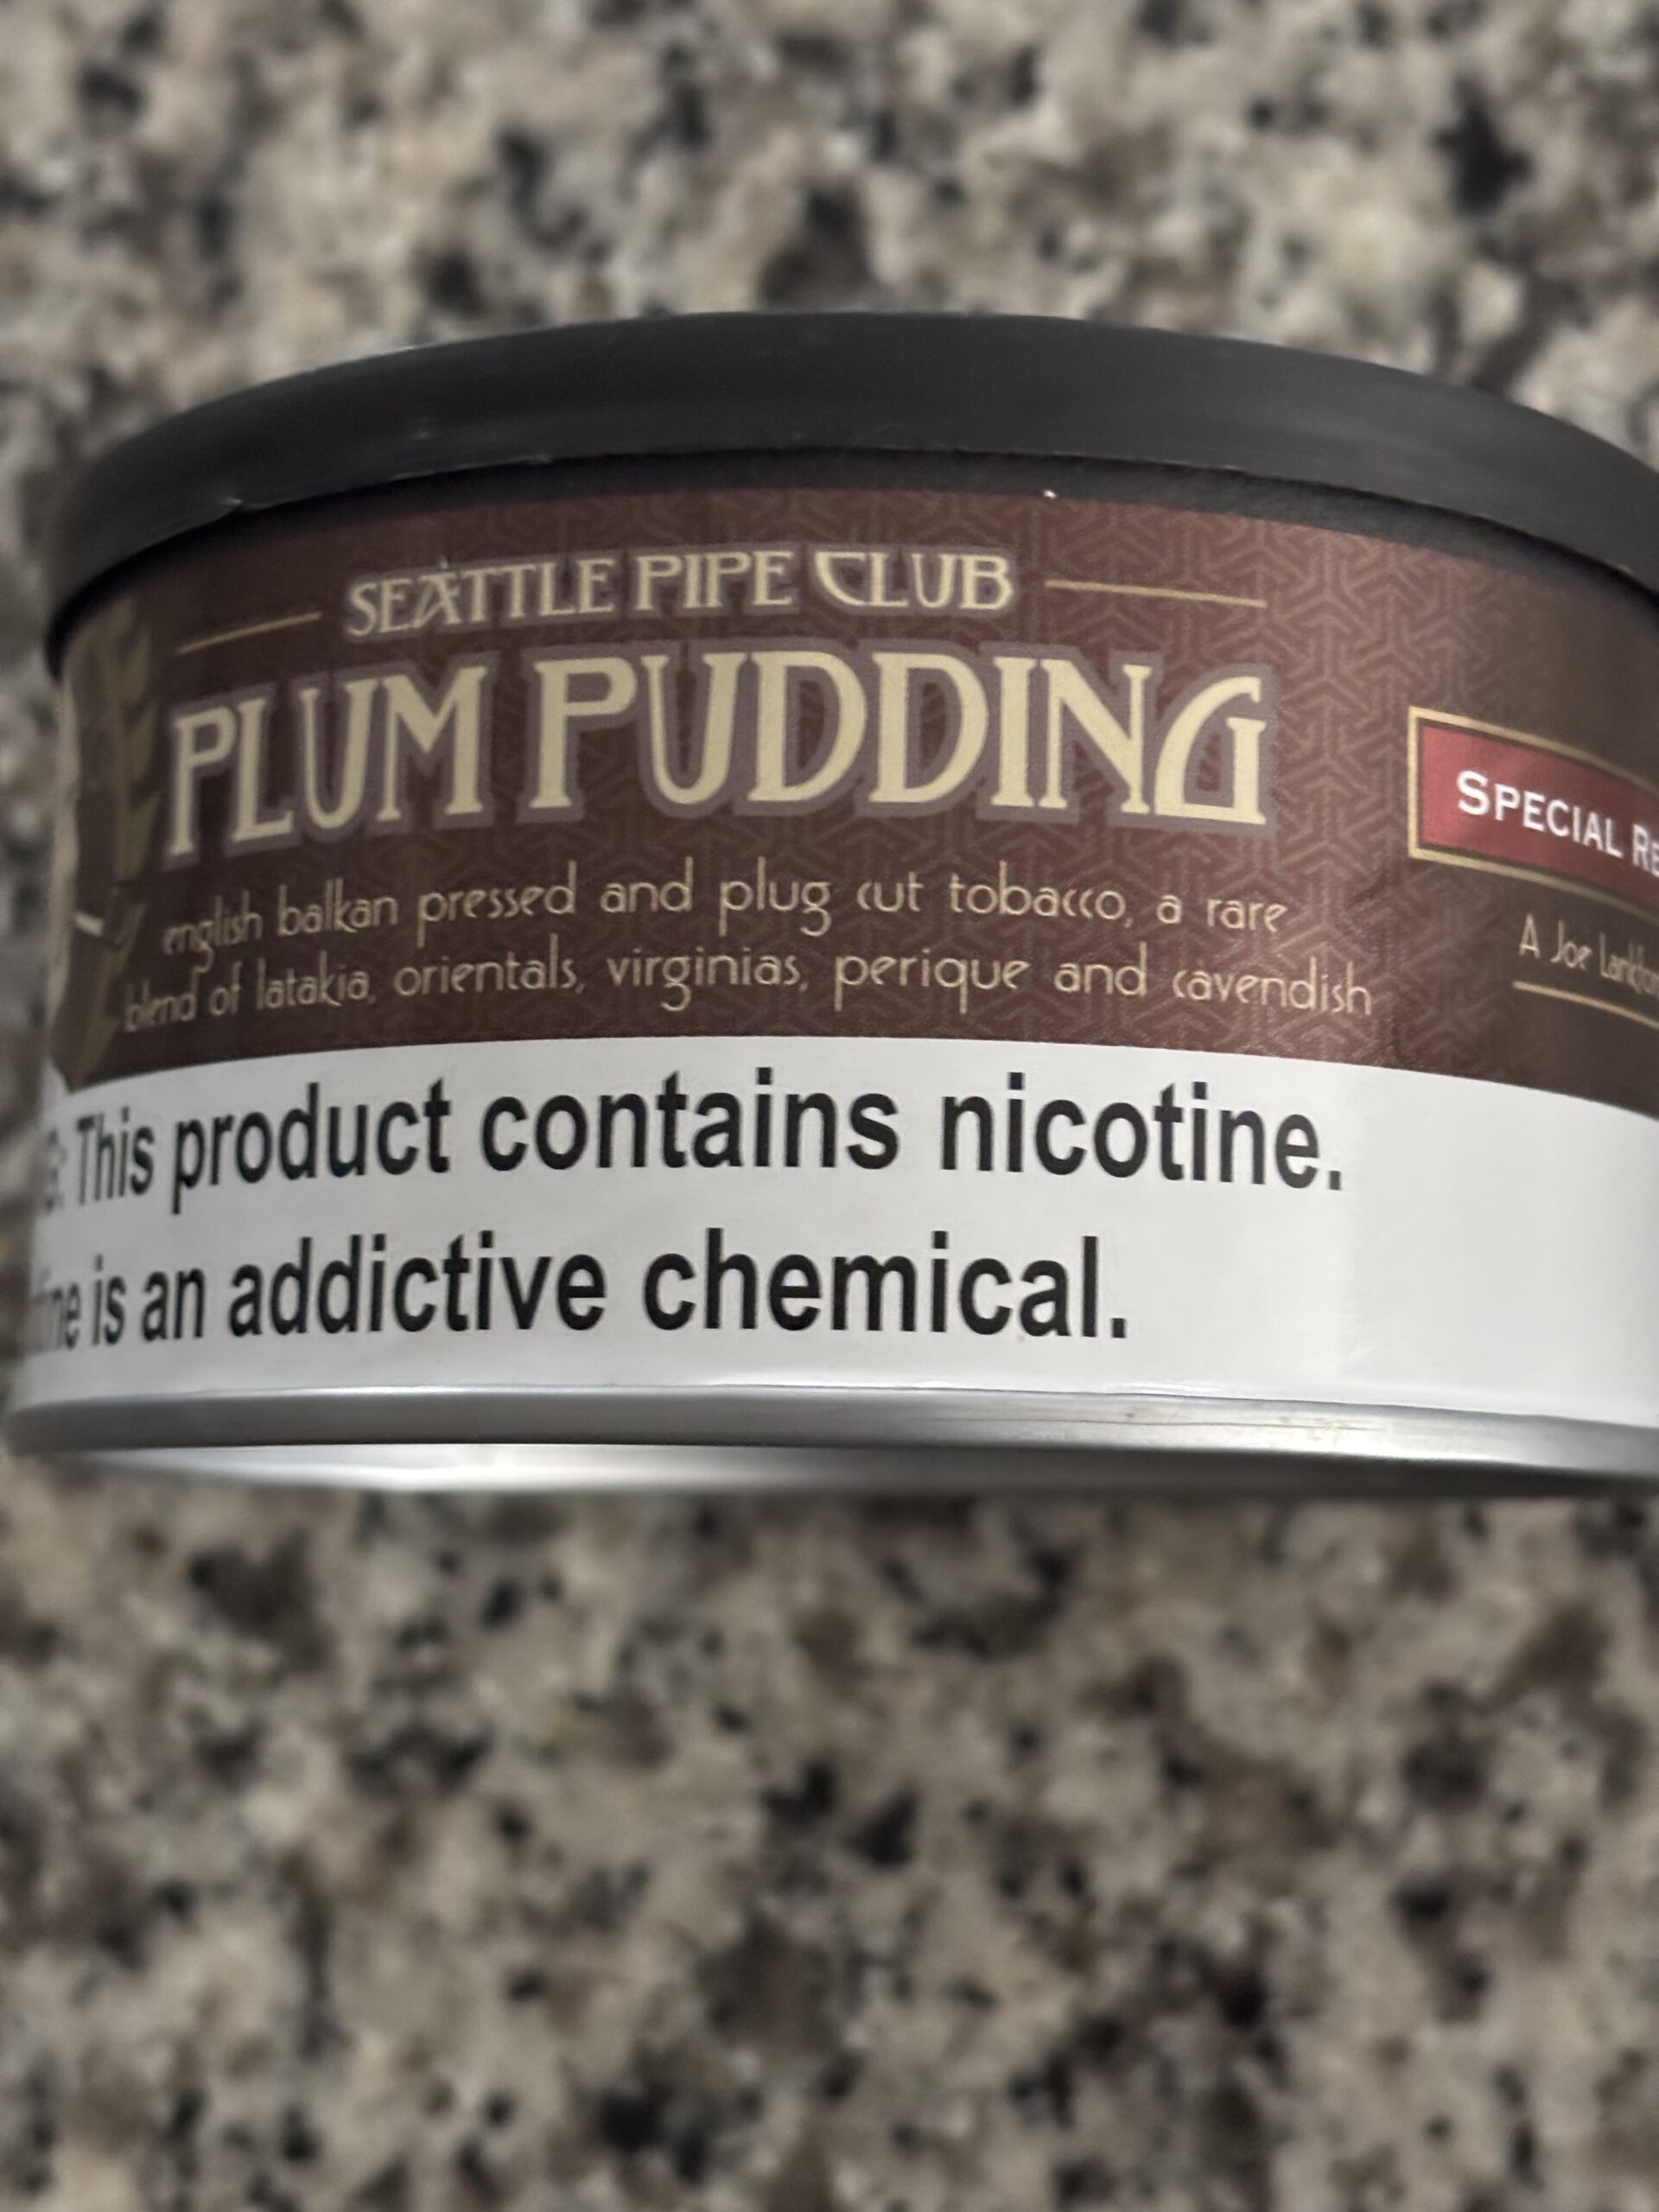 SEATTLE PIPE CLUB
PLUM PUDDING
english balkan pressed and plug cut tobacco, a rare
blend of latakia, orientals, virginias, perique and cavendish
SPECIAL
A Joe
This product contains nicotine.
is an addictive chemical.